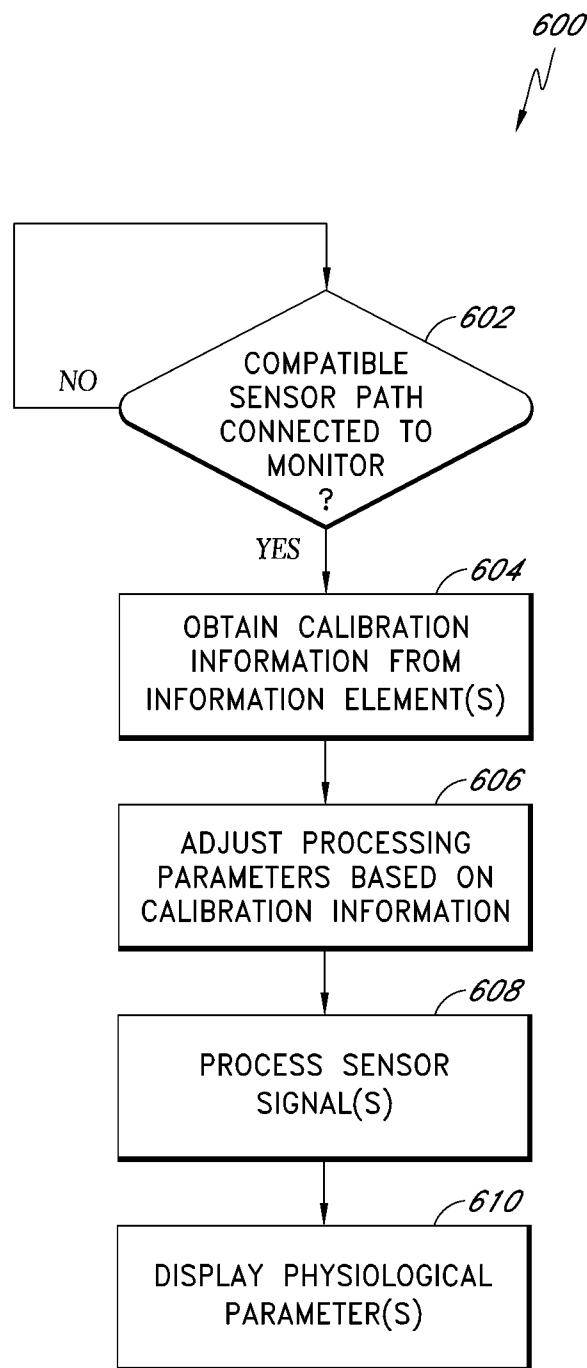 600
602
COMPATIBLE
SENSOR PATH
CONNECTED TO
MONITOR
?
NO
YES
604
OBTAIN CALIBRATION
INFORMATION FROM
INFORMATION ELEMENT(S)
606
ADJUST PROCESSING
PARAMETERS BASED ON
CALIBRATION INFORMATION
608
PROCESS SENSOR
SIGNAL(S)
610
DISPLAY PHYSIOLOGICAL
PARAMETER(S)